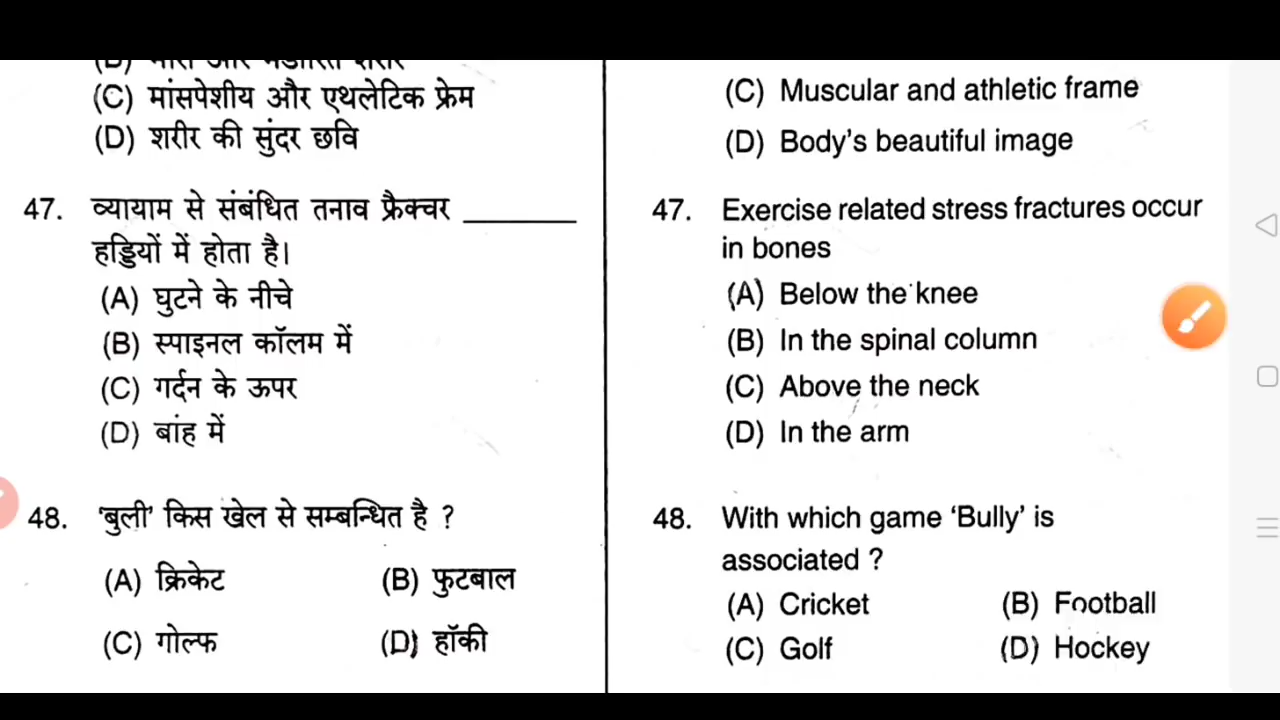 (C) मांसपेशीय और एथलेटिक फ्रेम
(D) शरीर की सुंदर छवि
47. व्यायाम से संबंधित तनाव फ्रैक्चर ________
हड्डियों में होता है।
(A) घुटने के नीचे
(B) स्पाइनल कॉलम में
(C) गर्दन के ऊपर
(D) बांह में
48. 'बुली' किस खेल से सम्बन्धित है ?
(A) क्रिकेट (B) फुटबाल
(C) गोल्फ (D) हॉकी
(C) Muscular and athletic frame
(D) Body's beautiful image
47. Exercise related stress fractures occur
in bones
(A) Below the knee
(B) In the spinal column
(C) Above the neck
(D) In the arm
48. With which game 'Bully' is
associated ?
(A) Cricket (B) Football
(C) Golf (D) Hockey